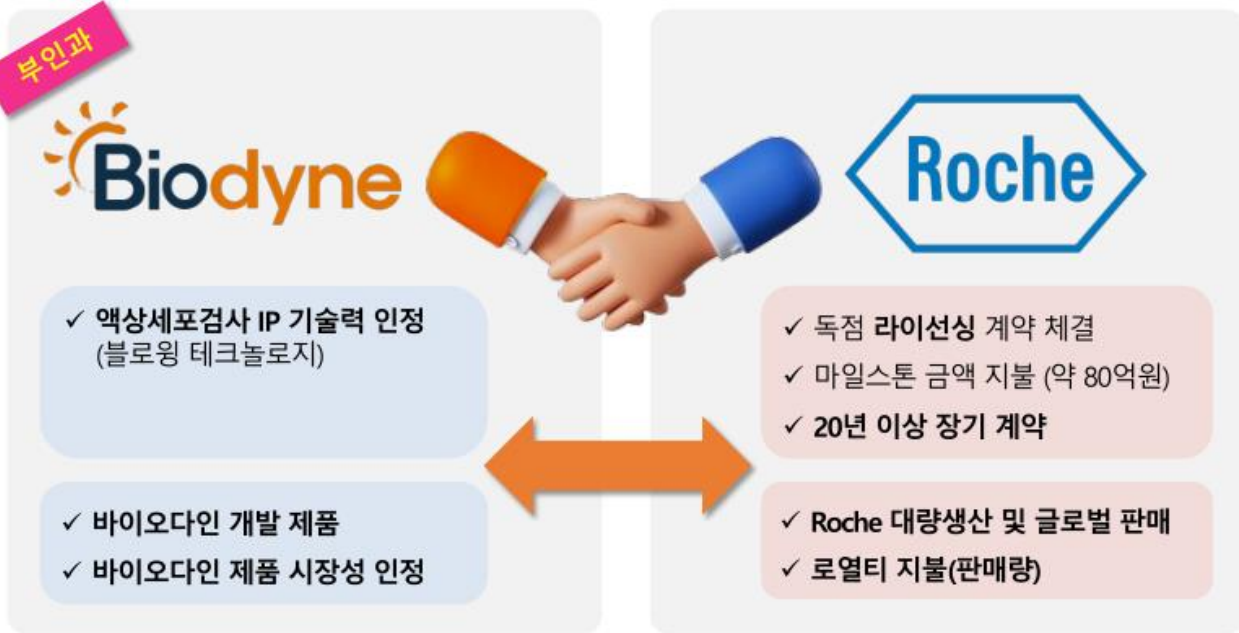 부인과
Biodyne
Roche
✓ 액상세포검사 IP 기술력 인정
(블로윙 테크놀로지)
✓ 바이오다인 개발 제품
✓ 바이오다인 제품 시장성 인정
✓ 독점 라이선싱 계약 체결
✓ 마일스톤 금액 지불 (약 80억원)
✓ 20년 이상 장기 계약
✓ Roche 대량생산 및 글로벌 판매
✓ 로열티 지불(판매량)